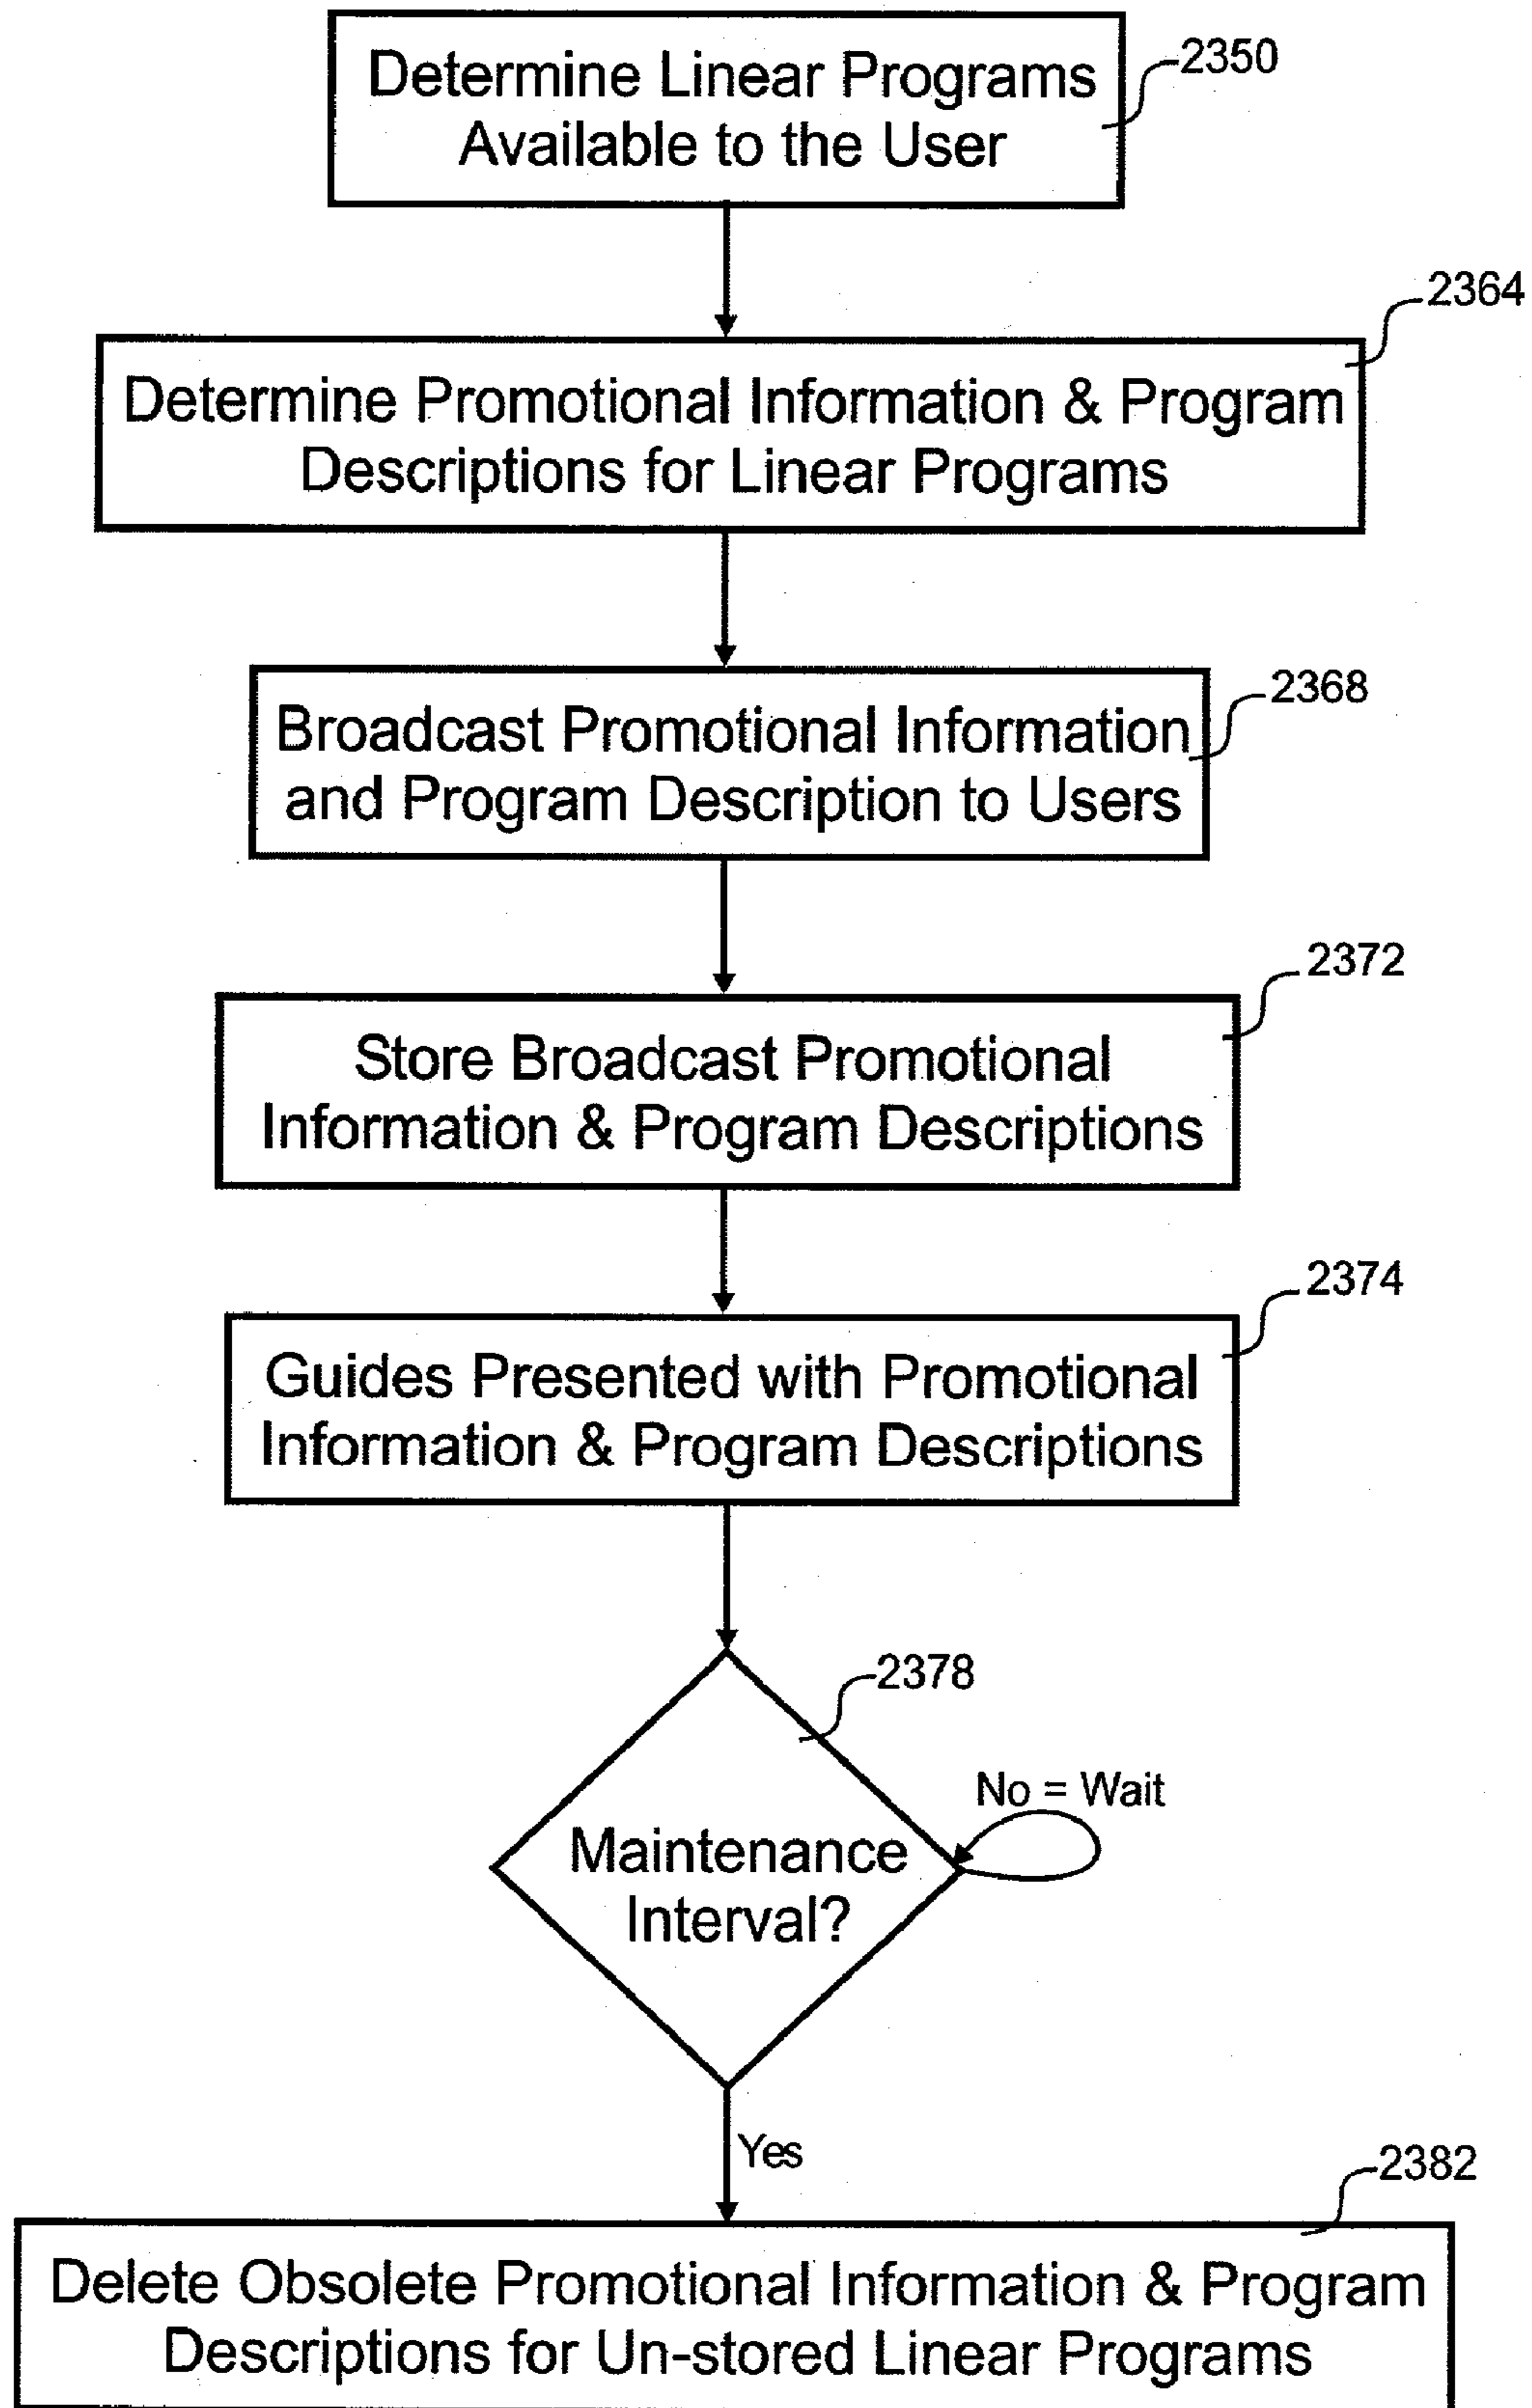 Determine Linear Programs
Available to the User
2350
2364
Determine Promotional Information & Program
Descriptions for Linear Programs
2368
Broadcast Promotional Information
and Program Description to Users
2372
Store Broadcast Promotional
Information & Program Descriptions
2374
Guides Presented with Promotional
Information & Program Descriptions
2378
No = Wait
Maintenance
Interval?
Yes
2382
Delete Obsolete Promotional Information & Program
Descriptions for Un-stored Linear Programs